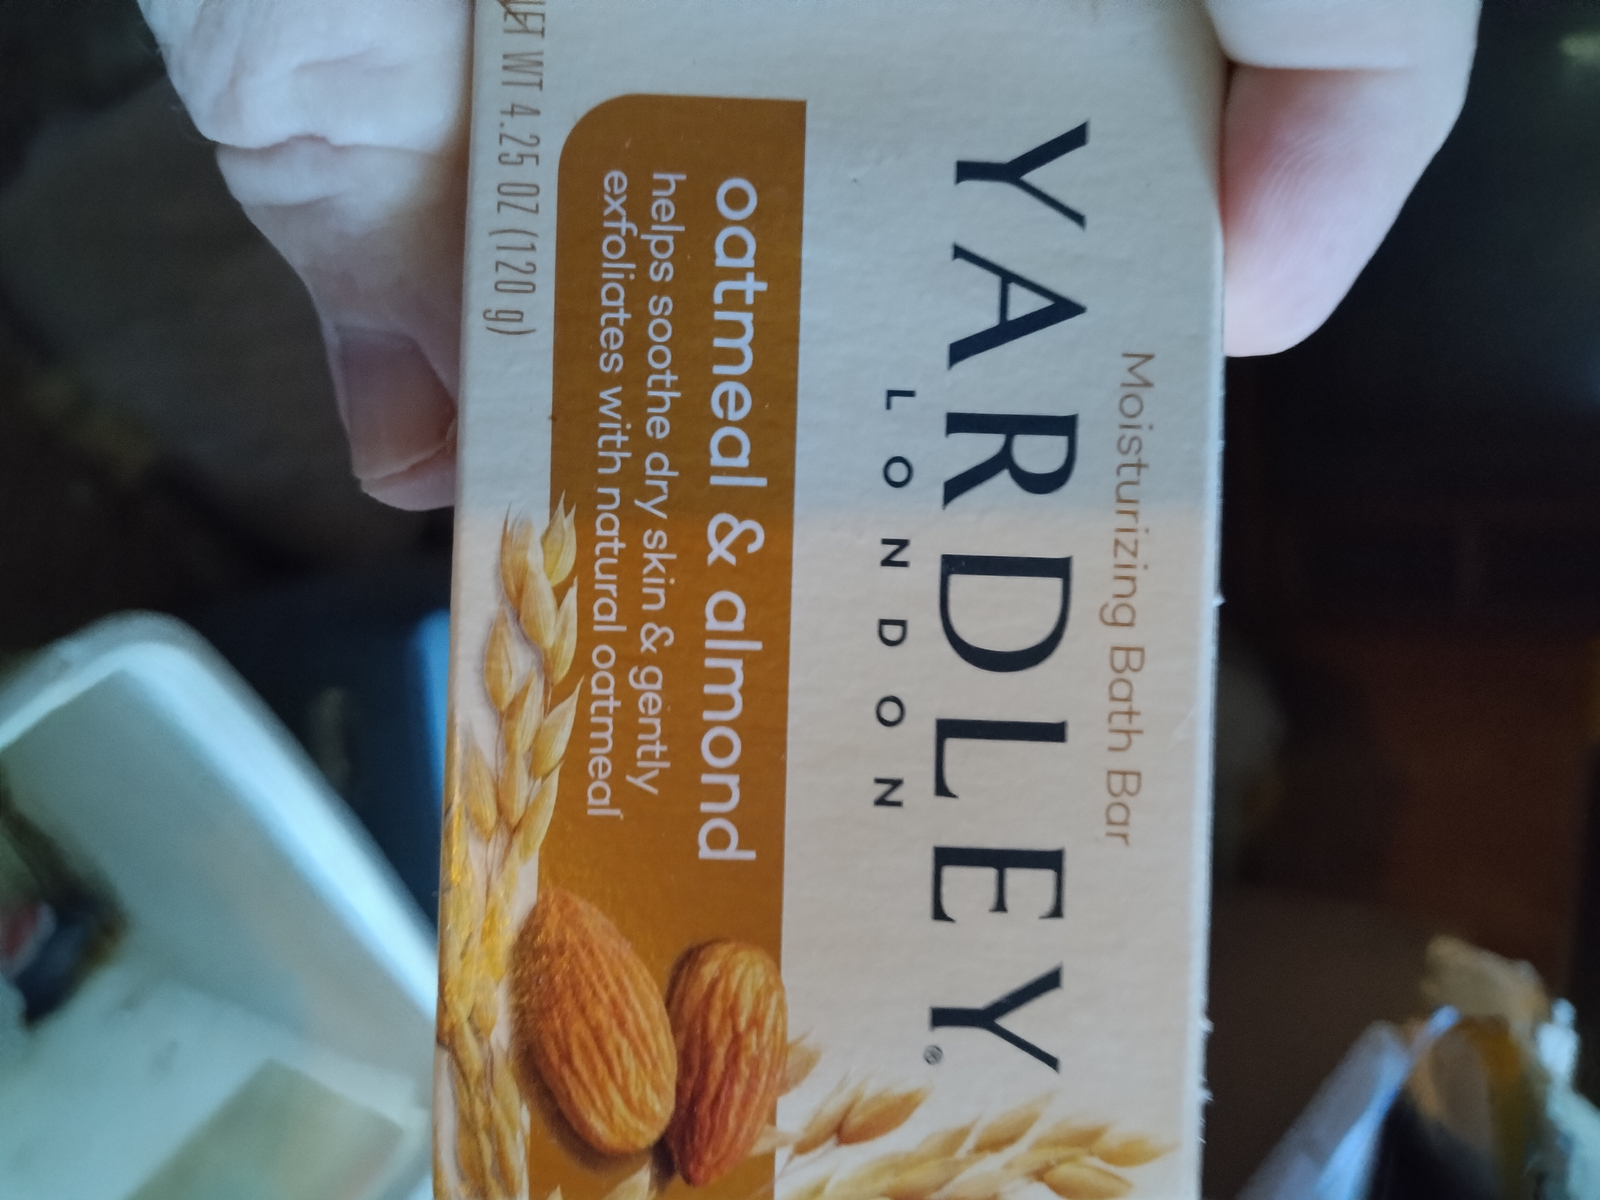 Moisturizing Bath Bar
YARDLEY®
LONDON
oatmeal & almond
helps soothe dry skin & gently
exfoliates with natural oatmeal
NET WT 4.25 OZ (120 g)